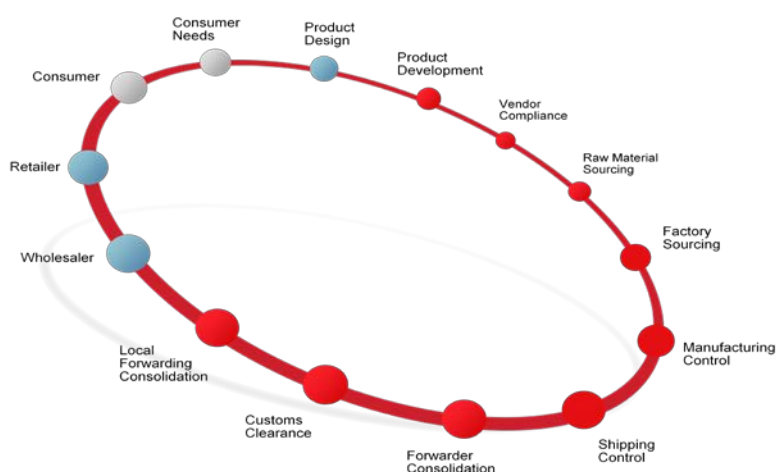 Consumer
Needs
Product
Design
Product
Development
Vendor
Compliance
Raw Material
Sourcing
Factory
Sourcing
Manufacturing
Control
Shipping
Control
Forwarder
Consolidation
Customs
Clearance
Local
Forwarding
Consolidation
Wholesaler
Retailer
Consumer